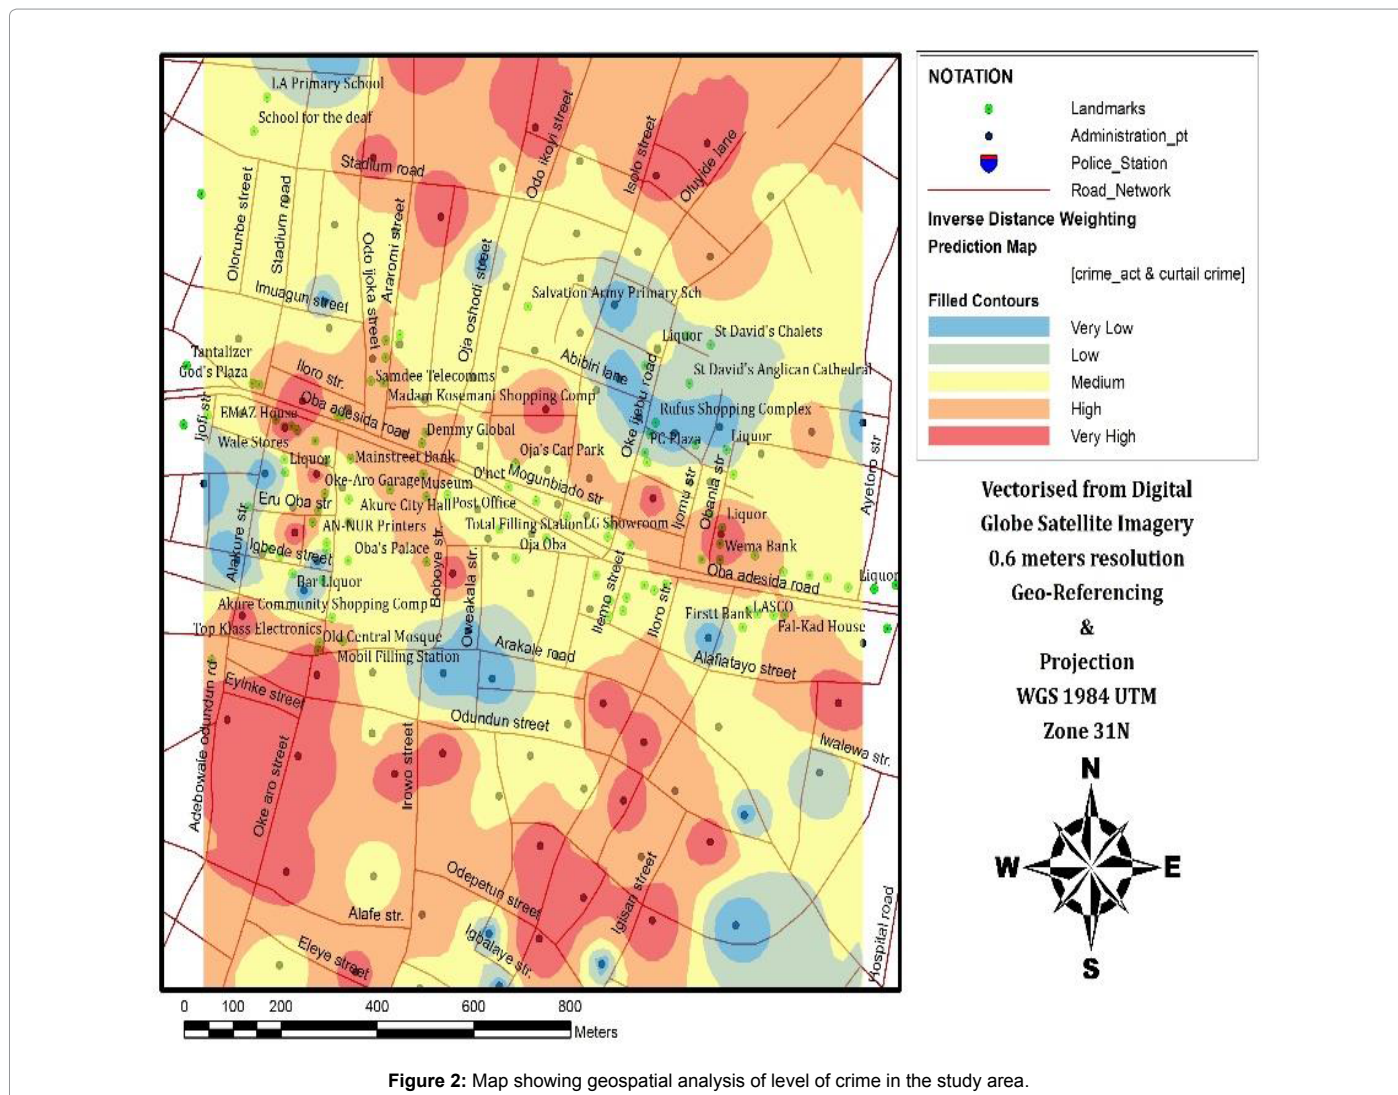 LA Primary School
School for the deaf
Stadium road
Odo ikoyi street
Isolo street
Oluyide lane
Olorunbe street
Stadium road
Odo ijoka street
Araromi street
Oja oshodi street
Imuagun street
Salvation Army Primary Sch
Liquor
St David's Chalets
Tantalizer
God's Plaza
Iloro str.
Samdee Telecomms
Abibiri lane
St David's Anglican Cathedral
Ijofi str
EMAZ House
Oba adesida road
Madam Kosemani Shopping Comp
Oke Ijebu road
Rufus Shopping Complex
Wale Stores
Demmy Global
PC Plaza
Liquor
Liquor
Mainstreet Bank
Oja's Car Park
Oke-Aro Garage
Museum
O'net
Mogunbiado str
Ijomu str
Obanla str
Ayetoro str
Eru Oba str
Akure City Hall
Post Office
Liquor
Alakure str.
AN-NUR Printers
Total Filling Station
LG Showroom
Igbede street
Oba's Palace
Oja Oba
Wema Bank
Boboye str.
Oweakala str.
Bar Liquor
Oba adesida road
Liquor
Akure Community Shopping Comp
Ilemo street
Iloro str.
Firstt Bank
LASCO
Top Klass Electronics
Old Central Mosque
Fal-Kad House
Mobil Filling Station
Arakale road
Alafiatayo street
Adebowale odundun rd
Eyinke street
Odundun street
Oke aro street
Irowo street
Iwalewa str.
Odepetun street
Igisan street
Alafe str.
Eleye street
Igbalaye str.
Hospital road
NOTATION
Landmarks
Administration_pt
Police_Station
Road_Network
Inverse Distance Weighting
Prediction Map
[crime_act & curtail crime]
Filled Contours
Very Low
Low
Medium
High
Very High
Vectorised from Digital
Globe Satellite Imagery
0.6 meters resolution
Geo-Referencing
&
Projection
WGS 1984 UTM
Zone 31N
N
W
E
S
0 100 200 400 600 800
Meters
Figure 2: Map showing geospatial analysis of level of crime in the study area.